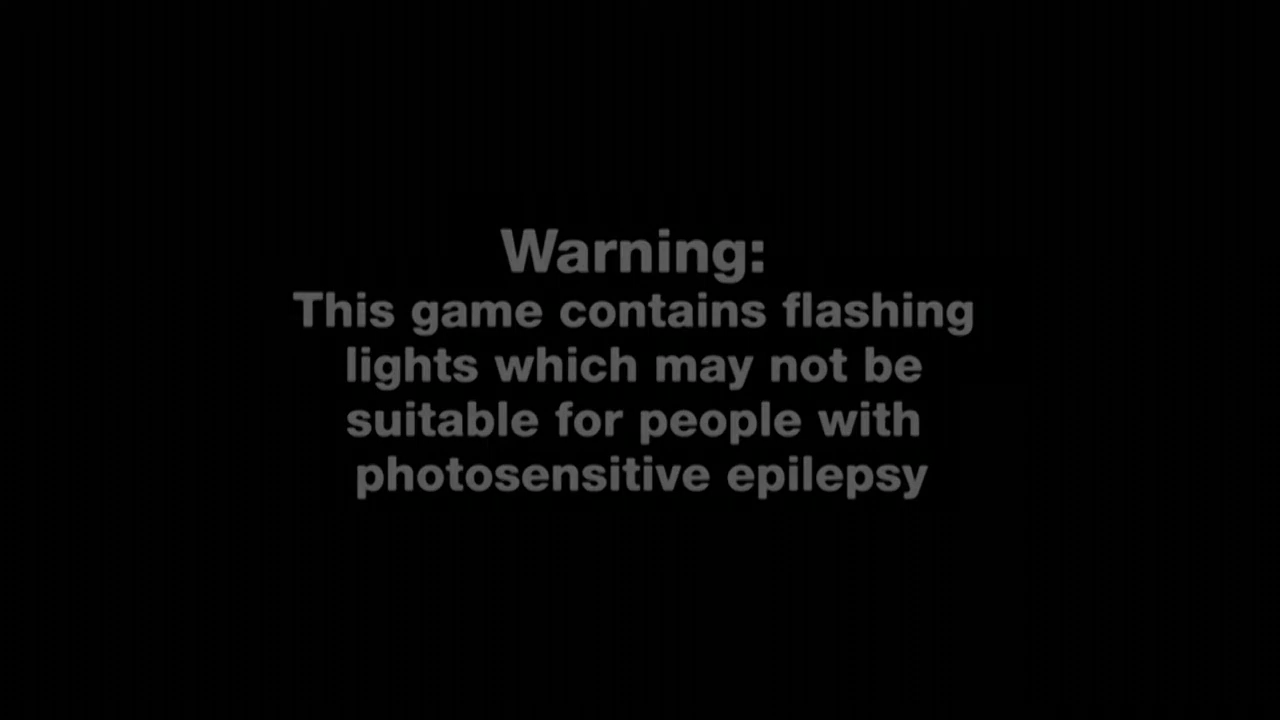 Warning:
This game contains flashing
lights which may not be
suitable for people with
photosensitive epilepsy